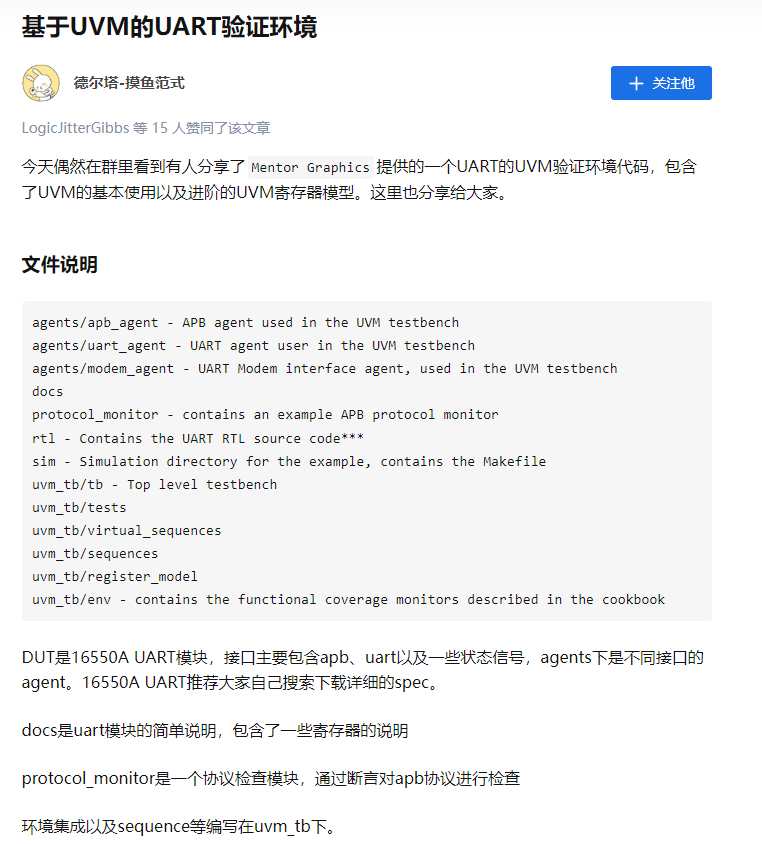 基于UVM的UART验证环境
德尔塔-摸鱼范式
+ 关注他
LogicJitterGibbs 等 15 人赞同了该文章
今天偶然在群里看到有人分享了 Mentor Graphics 提供的一个UART的UVM验证环境代码，包含
了UVM的基本使用以及进阶的UVM寄存器模型。这里也分享给大家。
文件说明
agents/apb_agent - APB agent used in the UVM testbench
agents/uart_agent - UART agent user in the UVM testbench
agents/modem_agent - UART Modem interface agent, used in the UVM testbench
docs
protocol_monitor - contains an example APB protocol monitor
rtl - Contains the UART RTL source code***
sim - Simulation directory for the example, contains the Makefile
uvm_tb/tb - Top level testbench
uvm_tb/tests
uvm_tb/virtual_sequences
uvm_tb/sequences
uvm_tb/register_model
uvm_tb/env - contains the functional coverage monitors described in the cookbook
DUT是16550A UART模块，接口主要包含apb、uart以及一些状态信号，agents下是不同接口的
agent。16550A UART推荐大家自己搜索下载详细的spec。
docs是uart模块的简单说明，包含了一些寄存器的说明
protocol_monitor是一个协议检查模块，通过断言对apb协议进行检查
环境集成以及sequence等编写在uvm_tb下。